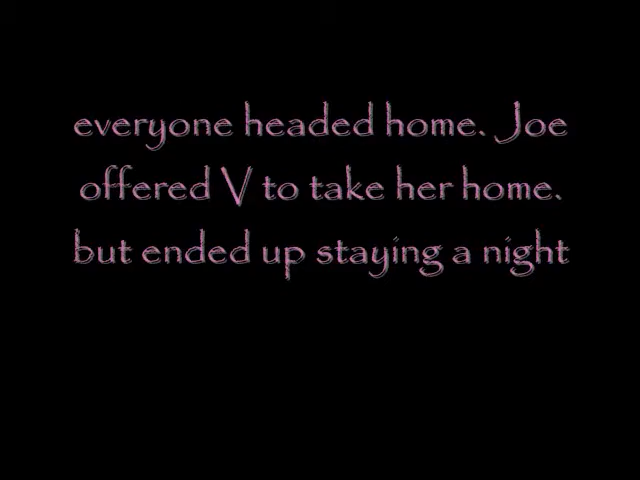 everyone headed home. Joe
offered V to take her home.
but ended up staying a night